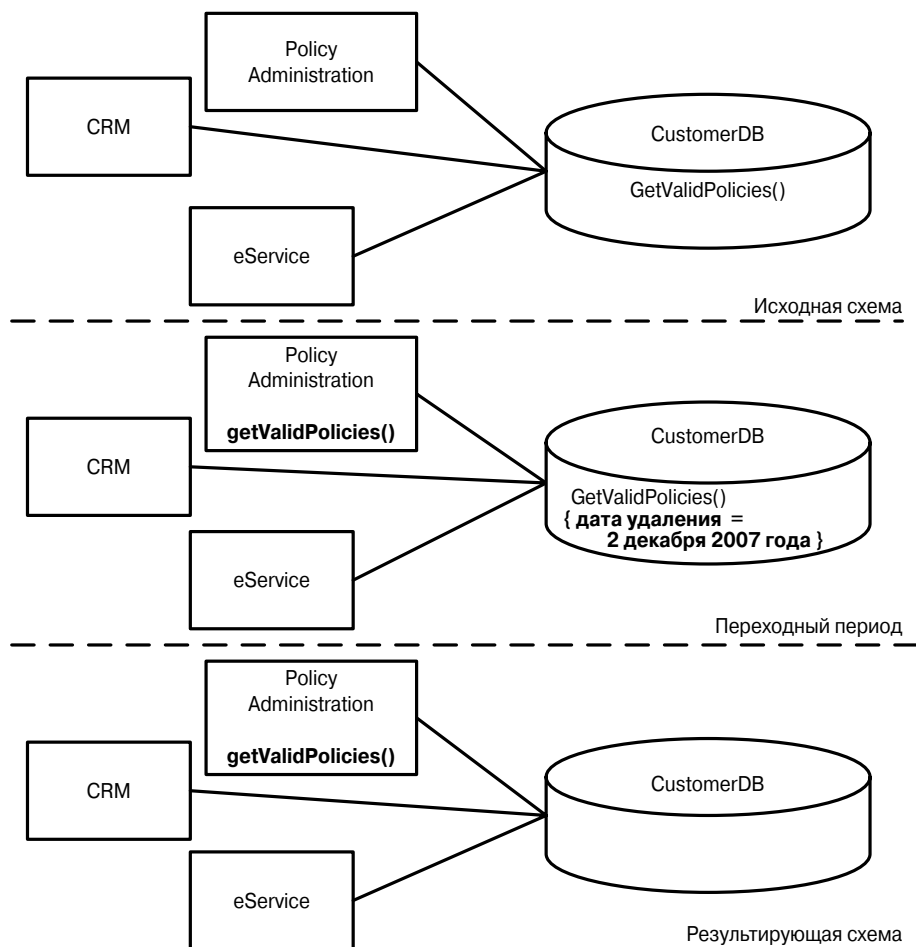 Policy
Administration
CRM
CustomerDB
GetValidPolicies()
eService
Исходная схема
Policy
Administration
getValidPolicies()
CRM
CustomerDB
GetValidPolicies()
{ дата удаления =
2 декабря 2007 года }
eService
Переходный период
Policy
Administration
getValidPolicies()
CRM
CustomerDB
eService
Результирующая схема